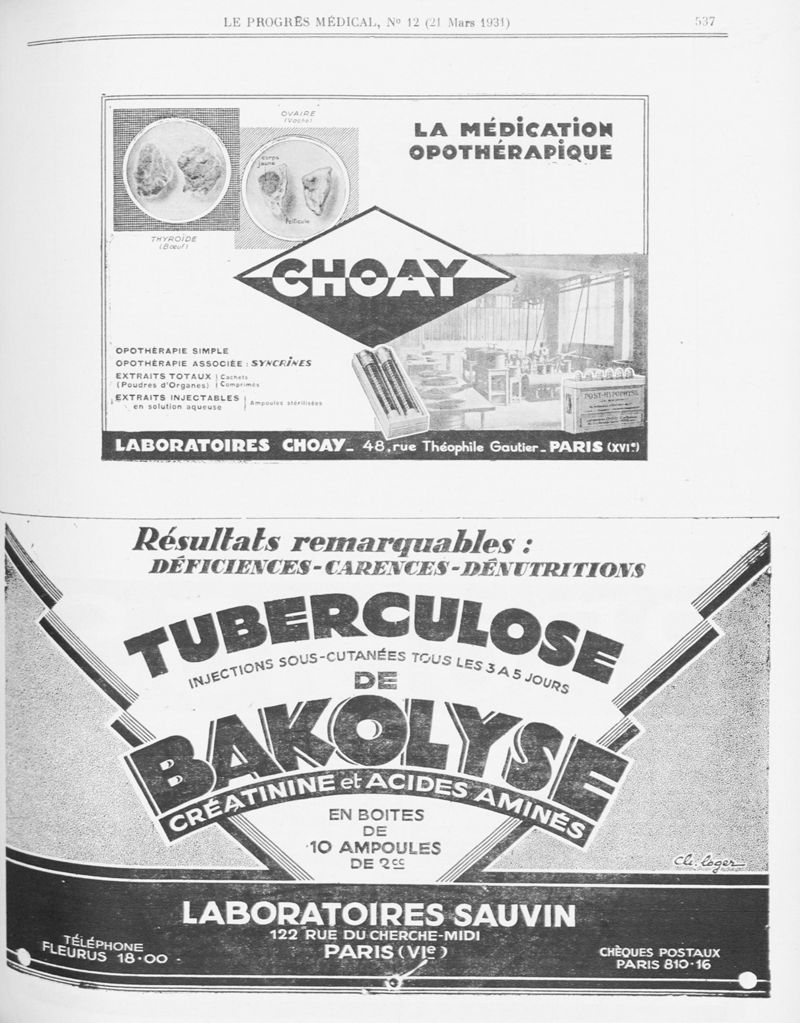 LE PROGRÈS MÉDICAL, No 12 (21 Mars 1931)
537
OVAIRE
(Vache)
corps
jaune
follicule
THYROÏDE
(Bœuf)
LA MÉDICATION
OPOTHÉRAPIQUE
CHOAY
OPOTHÉRAPIE SIMPLE
OPOTHÉRAPIE ASSOCIÉE : SYNCRINES
EXTRAITS TOTAUX Cachets
(Poudres d'Organes) Comprimés
EXTRAITS INJECTABLES
en solution aqueuse
Ampoules stérilisées
POST-HYPOPHYSE
LABORATOIRES CHOAY_ 48, rue Théophile Gautier_ PARIS (XVIe)
Résultats remarquables :
DÉFICIENCES-CARENCES-DÉNUTRITIONS
TUBERCULOSE
INJECTIONS SOUS-CUTANÉES TOUS LES 3 A 5 JOURS
DE
BAKOLYSE
CRÉATININE et ACIDES AMINÉS
EN BOITES
DE
10 AMPOULES
DE 2cc
Ch. loger
LABORATOIRES SAUVIN
122 RUE DU CHERCHE-MIDI
PARIS (VIe)
TÉLÉPHONE
FLEURUS 18-00
CHÈQUES POSTAUX
PARIS 810-16